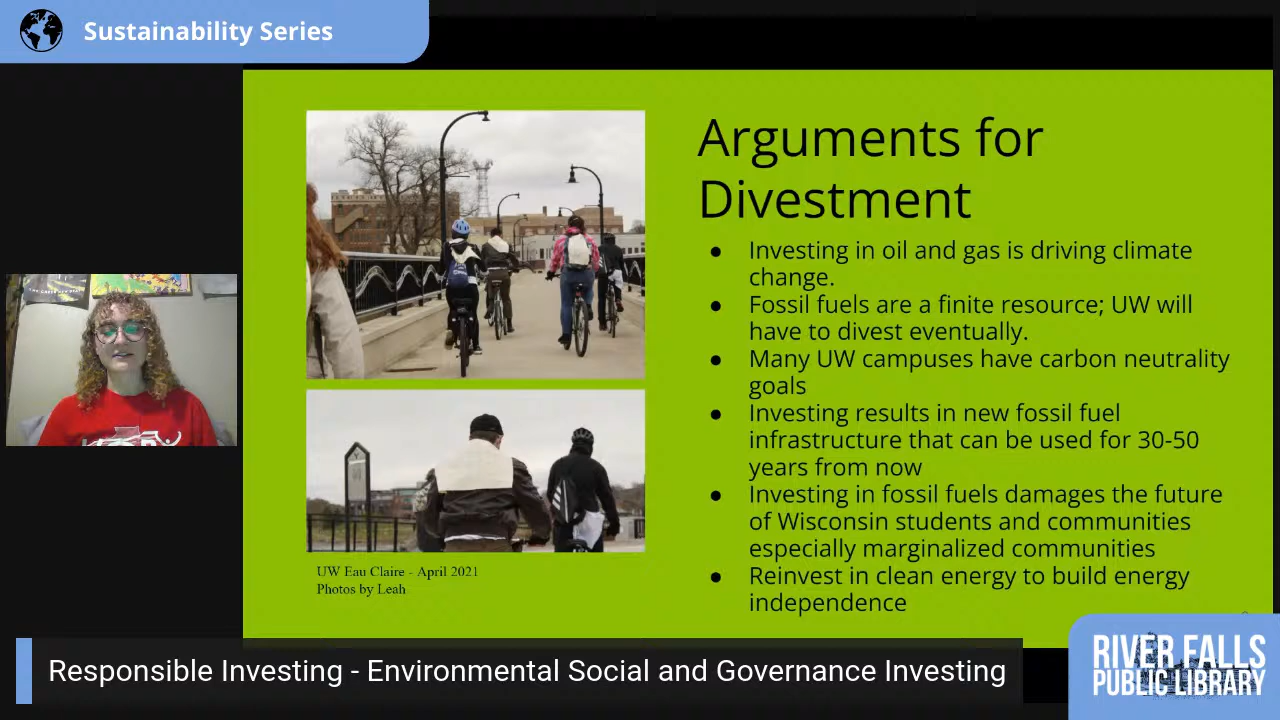 Sustainability Series
Arguments for
Divestment
● Investing in oil and gas is driving climate
change.
● Fossil fuels are a finite resource; UW will
have to divest eventually.
● Many UW campuses have carbon neutrality
goals
● Investing results in new fossil fuel
infrastructure that can be used for 30-50
years from now
● Investing in fossil fuels damages the future
of Wisconsin students and communities
especially marginalized communities
● Reinvest in clean energy to build energy
independence
UW Eau Claire - April 2021
Photos by Leah
Responsible Investing - Environmental Social and Governance Investing
RIVER FALLS
PUBLIC LIBRARY